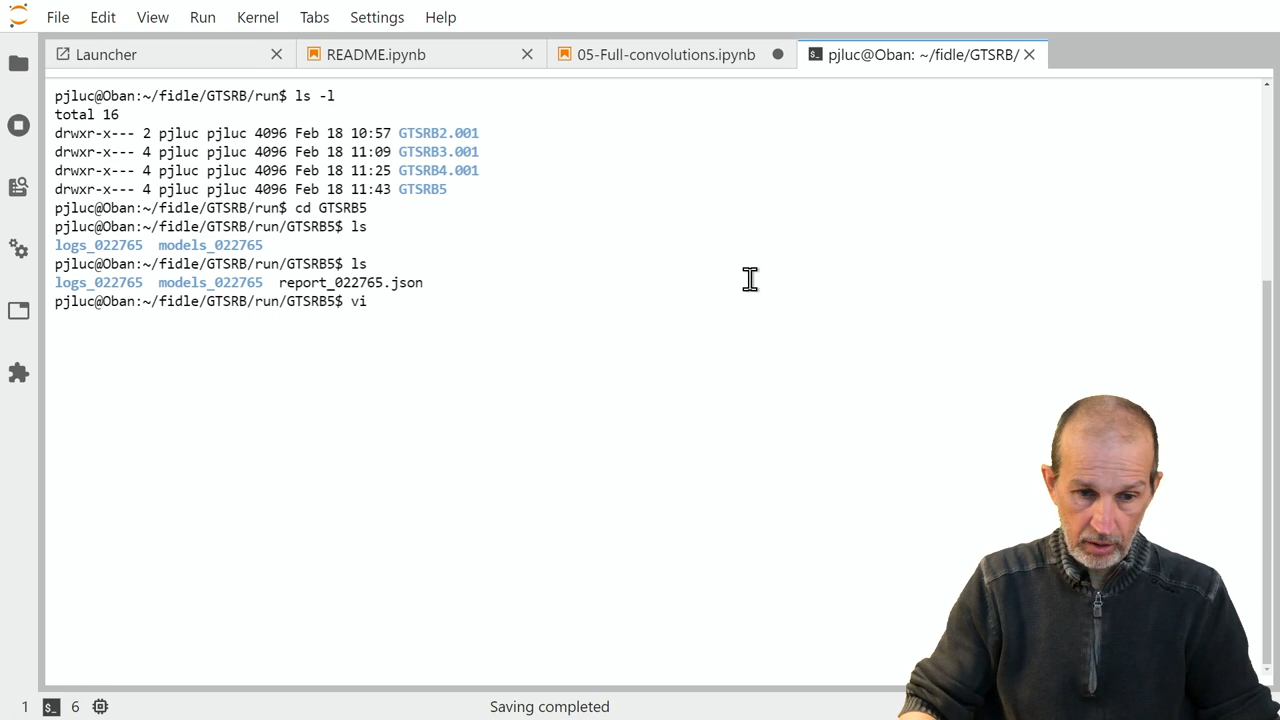 File Edit View Run Kernel Tabs Settings Help
Launcher README.ipynb 05-Full-convolutions.ipynb pjluc@Oban: ~/fidle/GTSRB/
pjluc@Oban:~/fidle/GTSRB/run$ ls -l
total 16
drwxr-x--- 2 pjluc pjluc 4096 Feb 18 10:57 GTSRB2.001
drwxr-x--- 4 pjluc pjluc 4096 Feb 18 11:09 GTSRB3.001
drwxr-x--- 4 pjluc pjluc 4096 Feb 18 11:25 GTSRB4.001
drwxr-x--- 4 pjluc pjluc 4096 Feb 18 11:43 GTSRB5
pjluc@Oban:~/fidle/GTSRB/run$ cd GTSRB5
pjluc@Oban:~/fidle/GTSRB/run/GTSRB5$ ls
logs_022765 models_022765
pjluc@Oban:~/fidle/GTSRB/run/GTSRB5$ ls
logs_022765 models_022765 report_022765.json
pjluc@Oban:~/fidle/GTSRB/run/GTSRB5$ vi
1 $_ 6 Saving completed